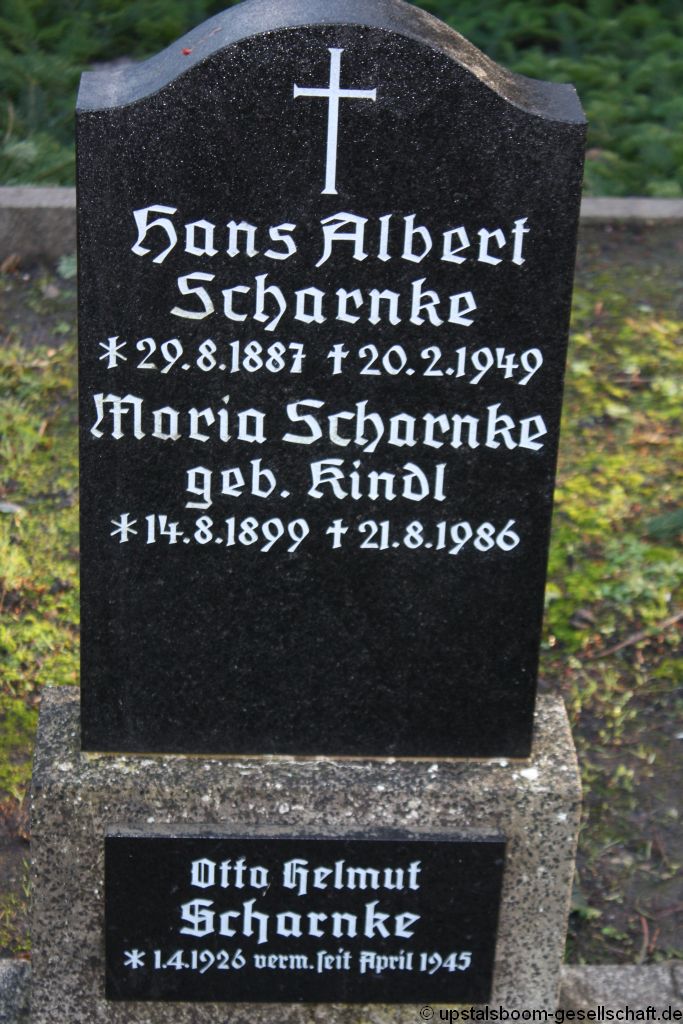 Hans Albert
Scharnke
* 29.8.1887 † 20.2.1949
Maria Scharnke
geb. Kindl
* 14.8.1899 † 21.8.1986
Otto Helmut
Scharnke
* 1.4.1926 verm. seit April 1945
© upstalsboom-gesellschaft.de